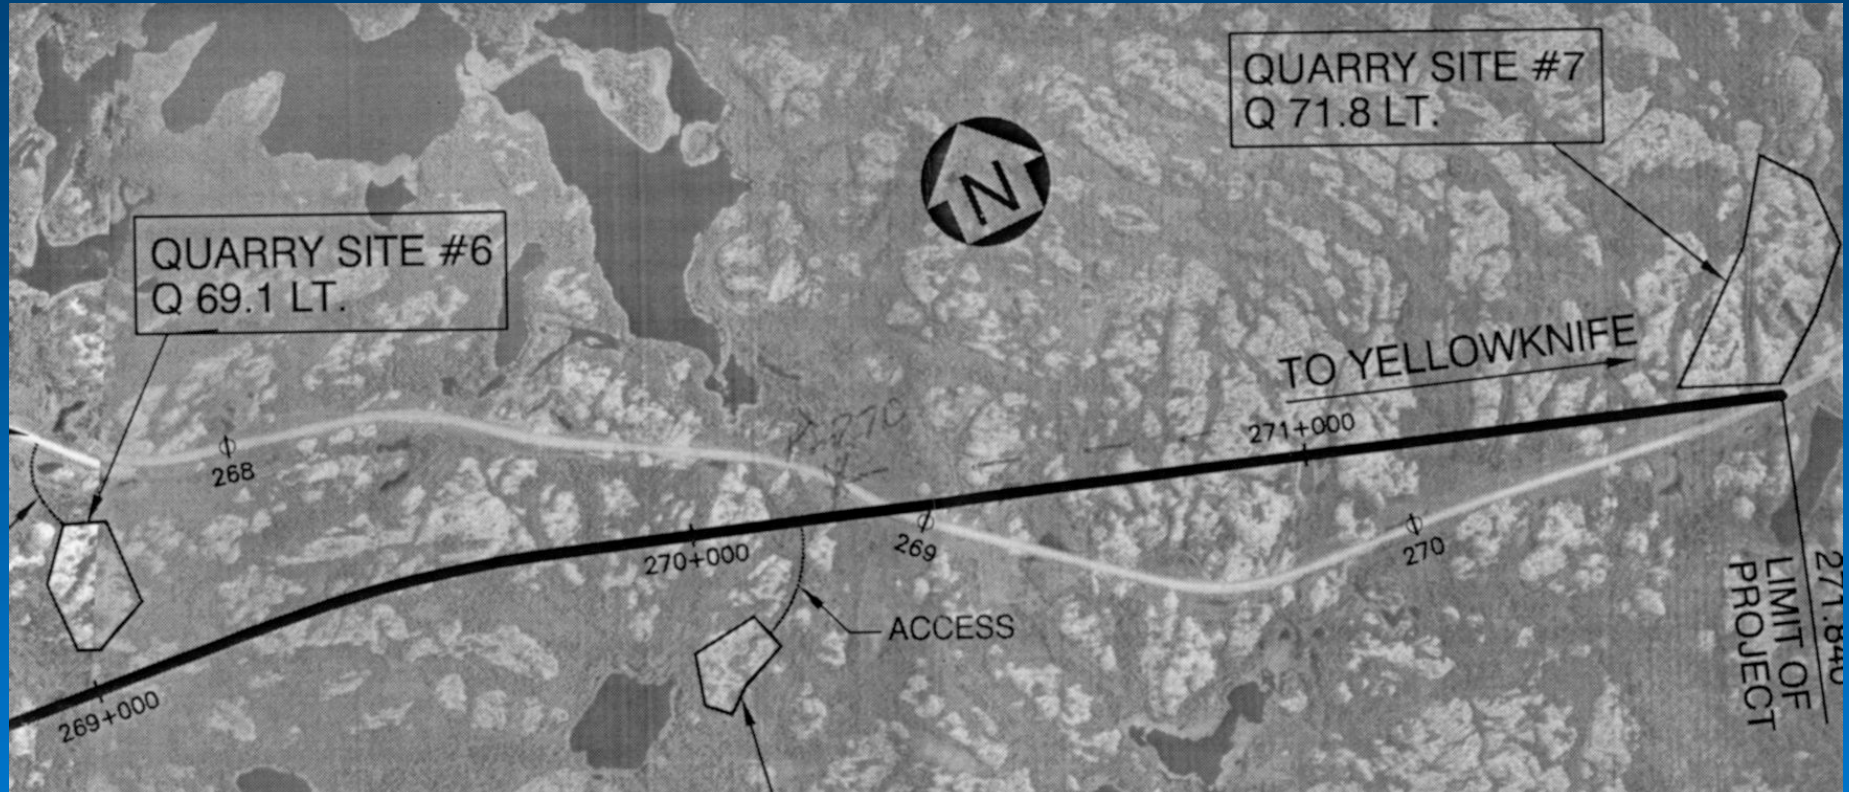 QUARRY SITE #7
Q 71.8 LT.
N
QUARRY SITE #6
Q 69.1 LT.
TO YELLOWKNIFE
271+000
270
268
270+000
269
270
ACCESS
269+000
271.840
LIMIT OF
PROJECT